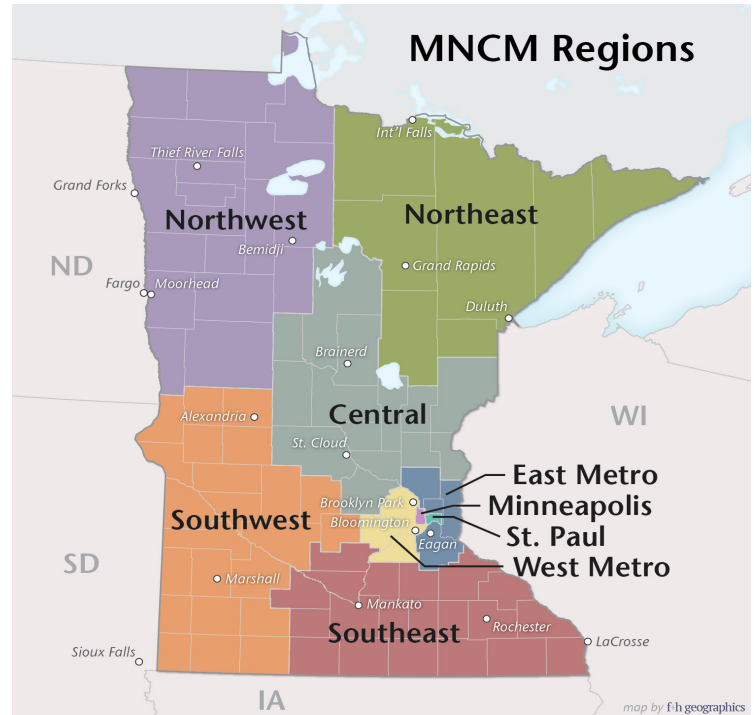 MNCM Regions
Int'l Falls
Thief River Falls
Grand Forks
Northwest
Northeast
Bemidji
ND
Grand Rapids
Fargo
Moorhead
Duluth
Brainerd
Alexandria
Central
WI
St. Cloud
East Metro
Brooklyn Park
Minneapolis
Southwest
Bloomington
St. Paul
Eagan
West Metro
SD
Marshall
Mankato
Southeast
Rochester
LaCrosse
Sioux Falls
IA
map by f+h geographics